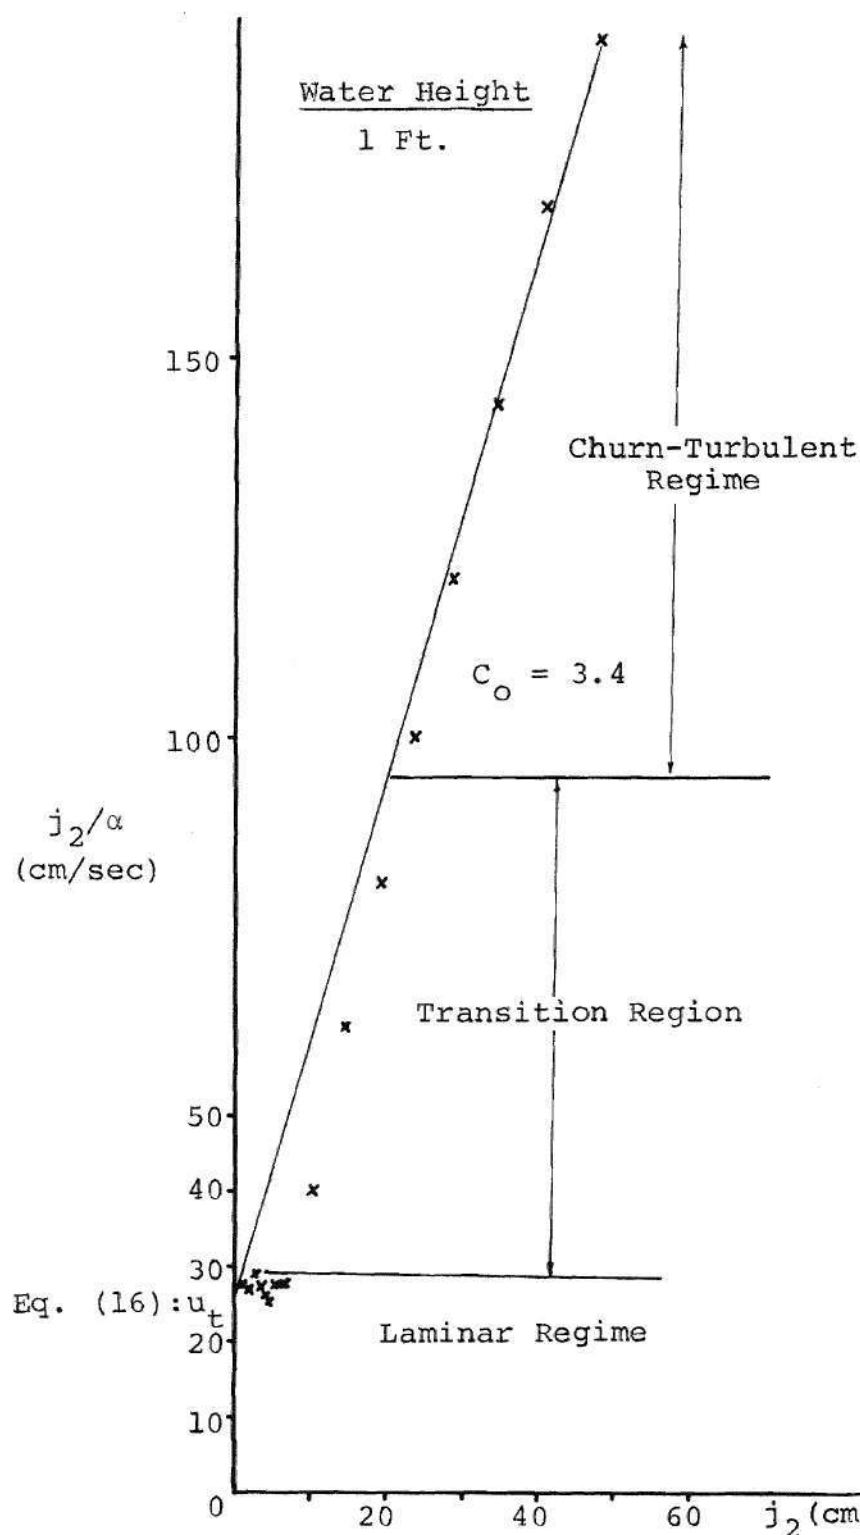 Water Height
1 Ft.
150
Churn-Turbulent
Regime
C_o = 3.4
100
j_2/α
(cm/sec)
Transition Region
50
40
30
Eq. (16):u_t
20
Laminar Regime
10
0
20
40
60
j_2(cm